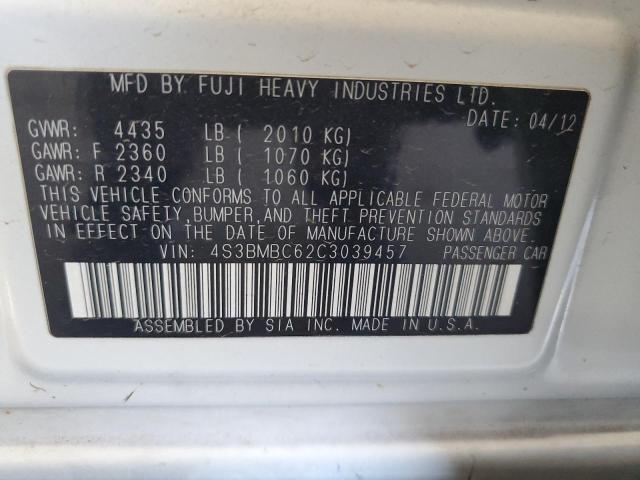 MFD BY FUJI HEAVY INDUSTRIES LTD.
DATE: 04/12
GVWR: 4435 LB ( 2010 KG)
GAWR: F 2360 LB ( 1070 KG)
GAWR: R 2340 LB ( 1060 KG)
THIS VEHICLE CONFORMS TO ALL APPLICABLE FEDERAL MOTOR
VEHICLE SAFETY, BUMPER, AND THEFT PREVENTION STANDARDS
IN EFFECT ON THE DATE OF MANUFACTURE SHOWN ABOVE.
VIN: 4S3BMBC62C3039457 PASSENGER CAR
ASSEMBLED BY SIA INC. MADE IN U.S.A.